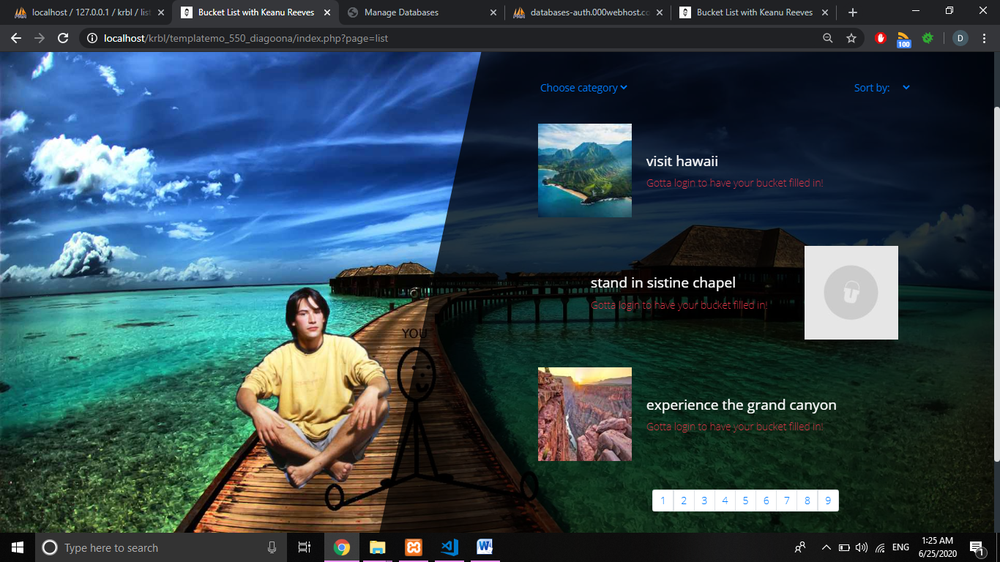 localhost / 127.0.0.1 / krbl / list
Bucket List with Keanu Reeves
Manage Databases
databases-auth.000webhost.co
Bucket List with Keanu Reeves
localhost/krbl/templatemo_550_diagoona/index.php?page=list
100
D
Choose category
Sort by:
visit hawaii
Gotta login to have your bucket filled in!
stand in sistine chapel
Gotta login to have your bucket filled in!
YOU
experience the grand canyon
Gotta login to have your bucket filled in!
1 2 3 4 5 6 7 8 9
Type here to search
ENG
1:25 AM
6/25/2020
1